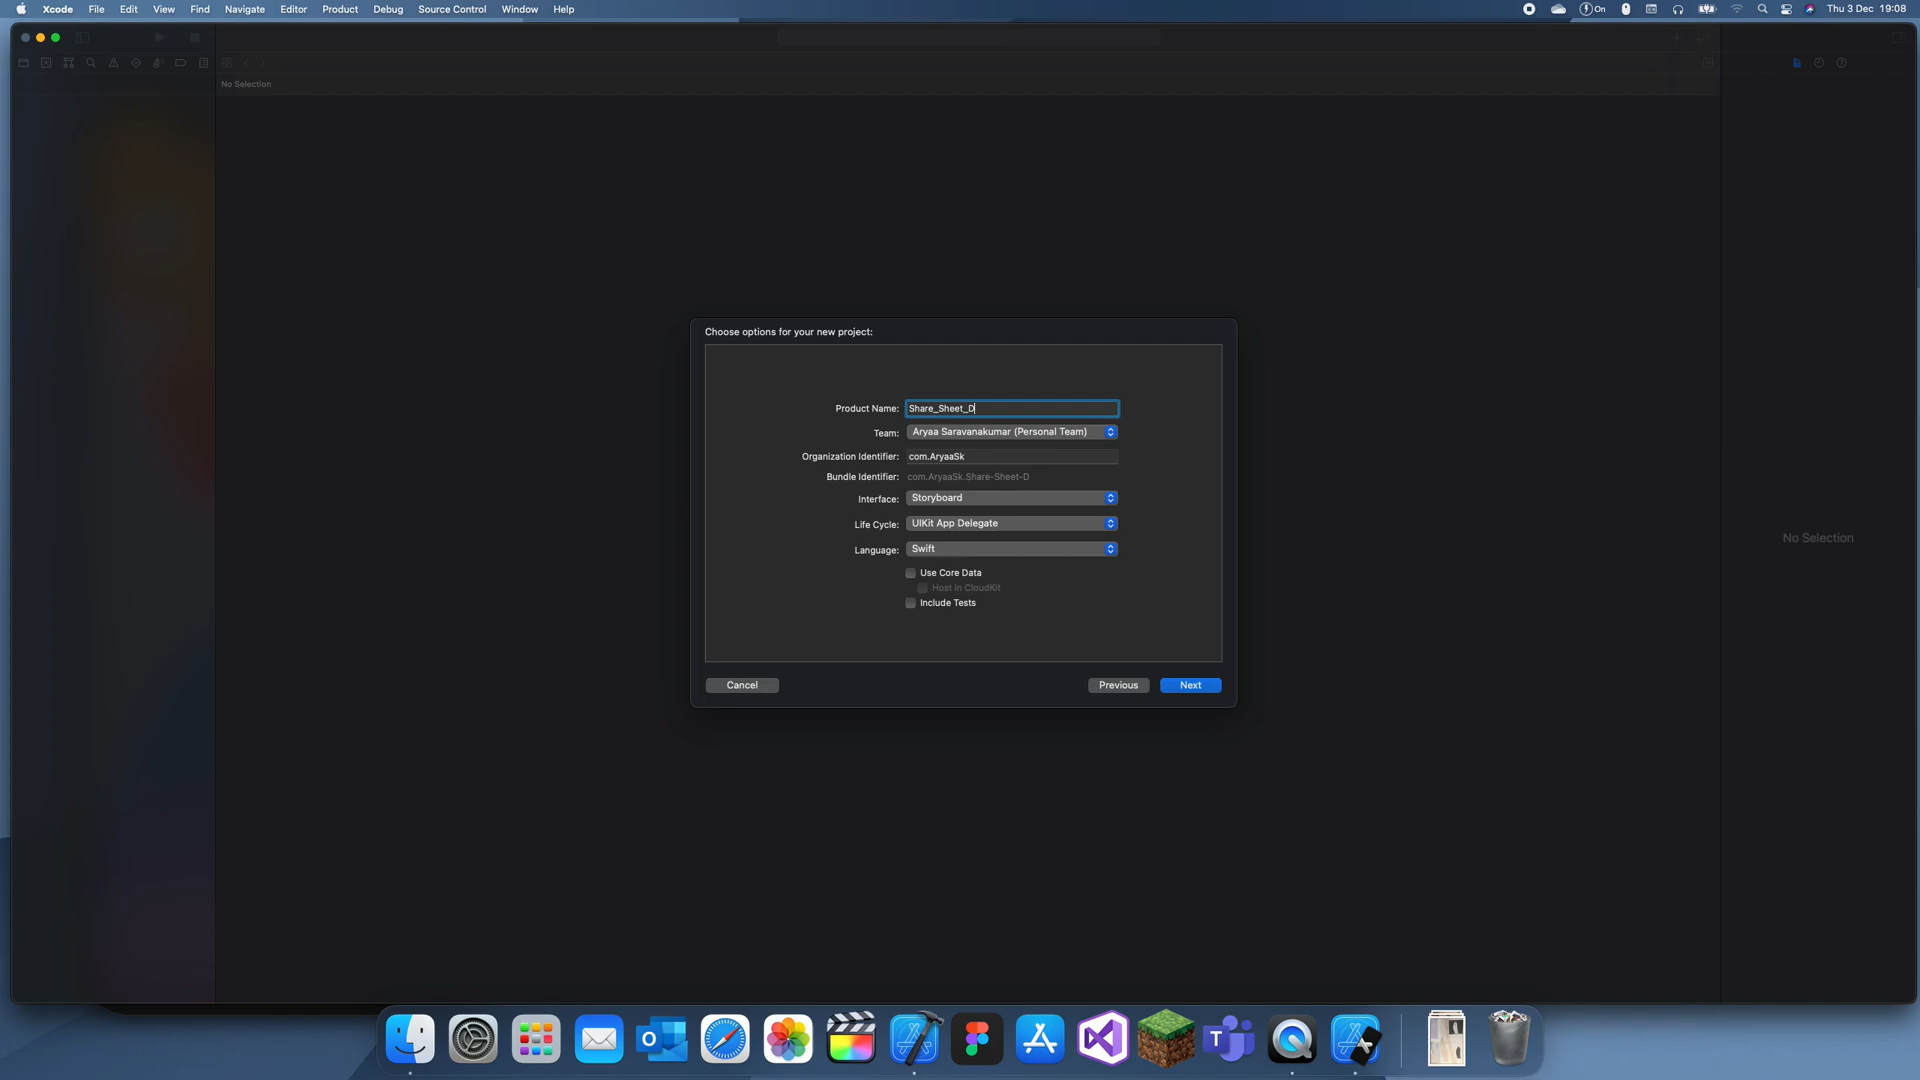 Xcode File Edit View Find Navigate Editor Product Debug Source Control Window Help On Thu 3 Dec 19:08
No Selection
Choose options for your new project:
Product Name: Share_Sheet_D
Team: Aryaa Saravanakumar (Personal Team)
Organization Identifier: com.AryaaSk
Bundle Identifier: com.AryaaSk.Share-Sheet-D
Interface: Storyboard
Life Cycle: UIKit App Delegate
No Selection
Language: Swift
Use Core Data
Host in CloudKit
Include Tests
Cancel Previous Next